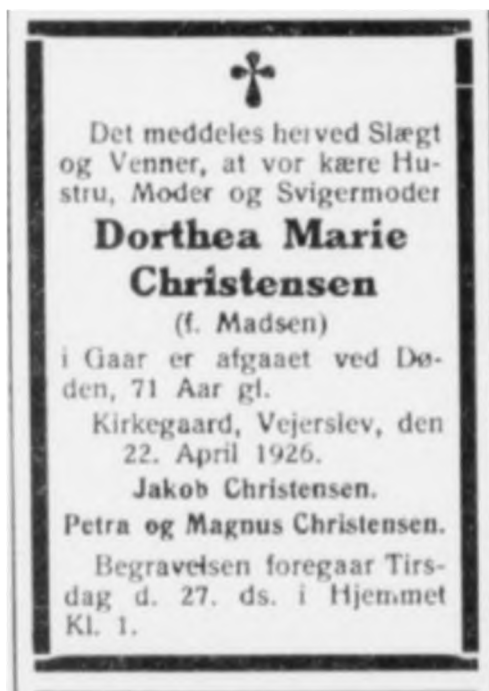 Det meddeles herved Slægt
og Venner, at vor kære Hu-
stru, Moder og Svigermoder
Dorthea Marie
Christensen
(f. Madsen)
i Gaar er afgaaet ved Dø-
den, 71 Aar gl.
Kirkegaard, Vejerslev, den
22. April 1926.
Jakob Christensen.
Petra og Magnus Christensen.
Begravelsen foregaar Tirs-
dag d. 27. ds. i Hjemmet
Kl. 1.